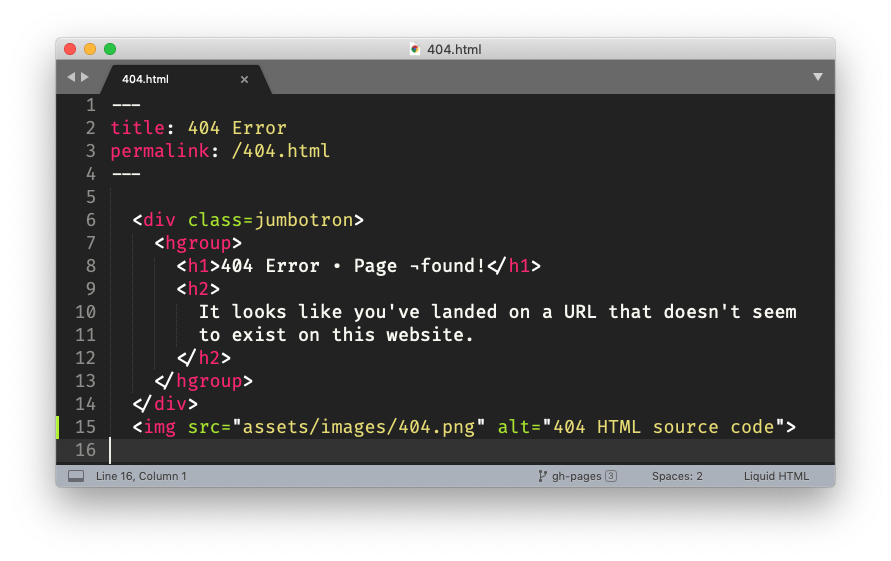 404.html
404.html ×
1 ---
2 title: 404 Error
3 permalink: /404.html
4 ---
5
6 <div class=jumbotron>
7 <hgroup>
8 <h1>404 Error • Page ¬found!</h1>
9 <h2>
10 It looks like you've landed on a URL that doesn't seem
11 to exist on this website.
12 </h2>
13 </hgroup>
14 </div>
15 <img src="assets/images/404.png" alt="404 HTML source code">
16
Line 16, Column 1 gh-pages 3 Spaces: 2 Liquid HTML